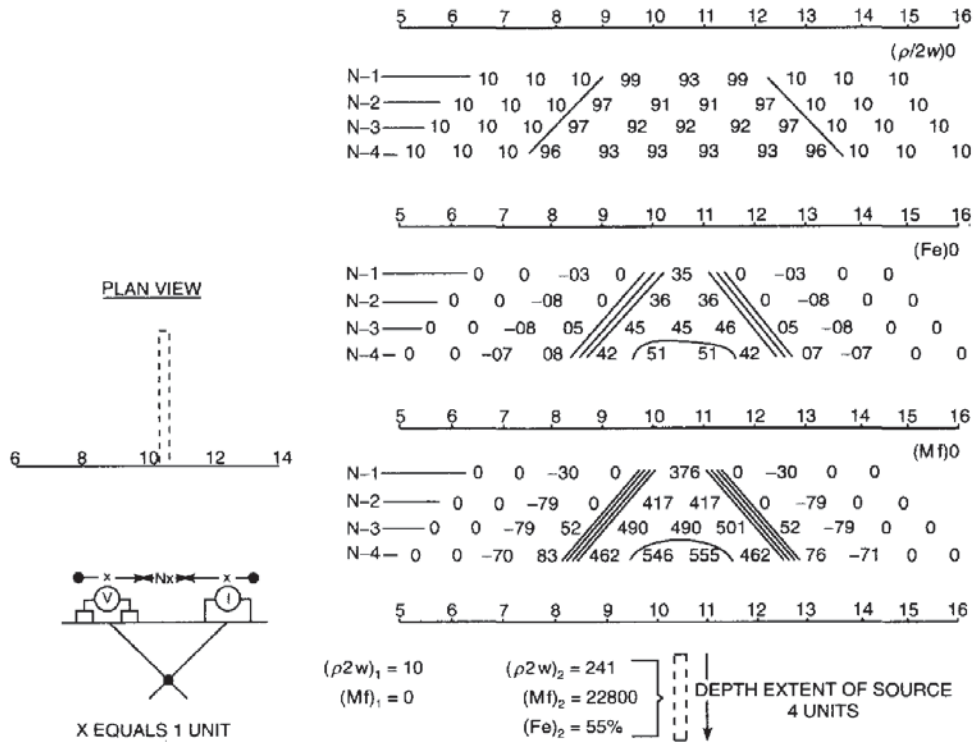 5 6 7 8 9 10 11 12 13 14 15 16
(ρ/2w)0
N–1 10 10 10 99 93 99 10 10 10
N–2 10 10 10 97 91 91 97 10 10 10
N–3 10 10 10 97 92 92 92 97 10 10 10
N–4 10 10 10 96 93 93 93 93 96 10 10 10
5 6 7 8 9 10 11 12 13 14 15 16
(Fe)0
N–1 0 0 –03 0 35 0 –03 0 0
N–2 0 0 –08 0 36 36 0 –08 0 0
N–3 0 0 –08 05 45 45 46 05 –08 0 0
N–4 0 0 –07 08 42 51 51 42 07 –07 0 0
5 6 7 8 9 10 11 12 13 14 15 16
(Mf)0
N–1 0 0 –30 0 376 0 –30 0 0
N–2 0 0 –79 0 417 417 0 –79 0 0
N–3 0 0 –79 52 490 490 501 52 –79 0 0
N–4 0 0 –70 83 462 546 555 462 76 –71 0 0
5 6 7 8 9 10 11 12 13 14 15 16
PLAN VIEW
6 8 10 12 14
x Nx x
V I
X EQUALS 1 UNIT
(ρ2w)₁ = 10
(Mf)₁ = 0
(ρ2w)₂ = 241
(Mf)₂ = 22800
(Fe)₂ = 55%
DEPTH EXTENT OF SOURCE
4 UNITS